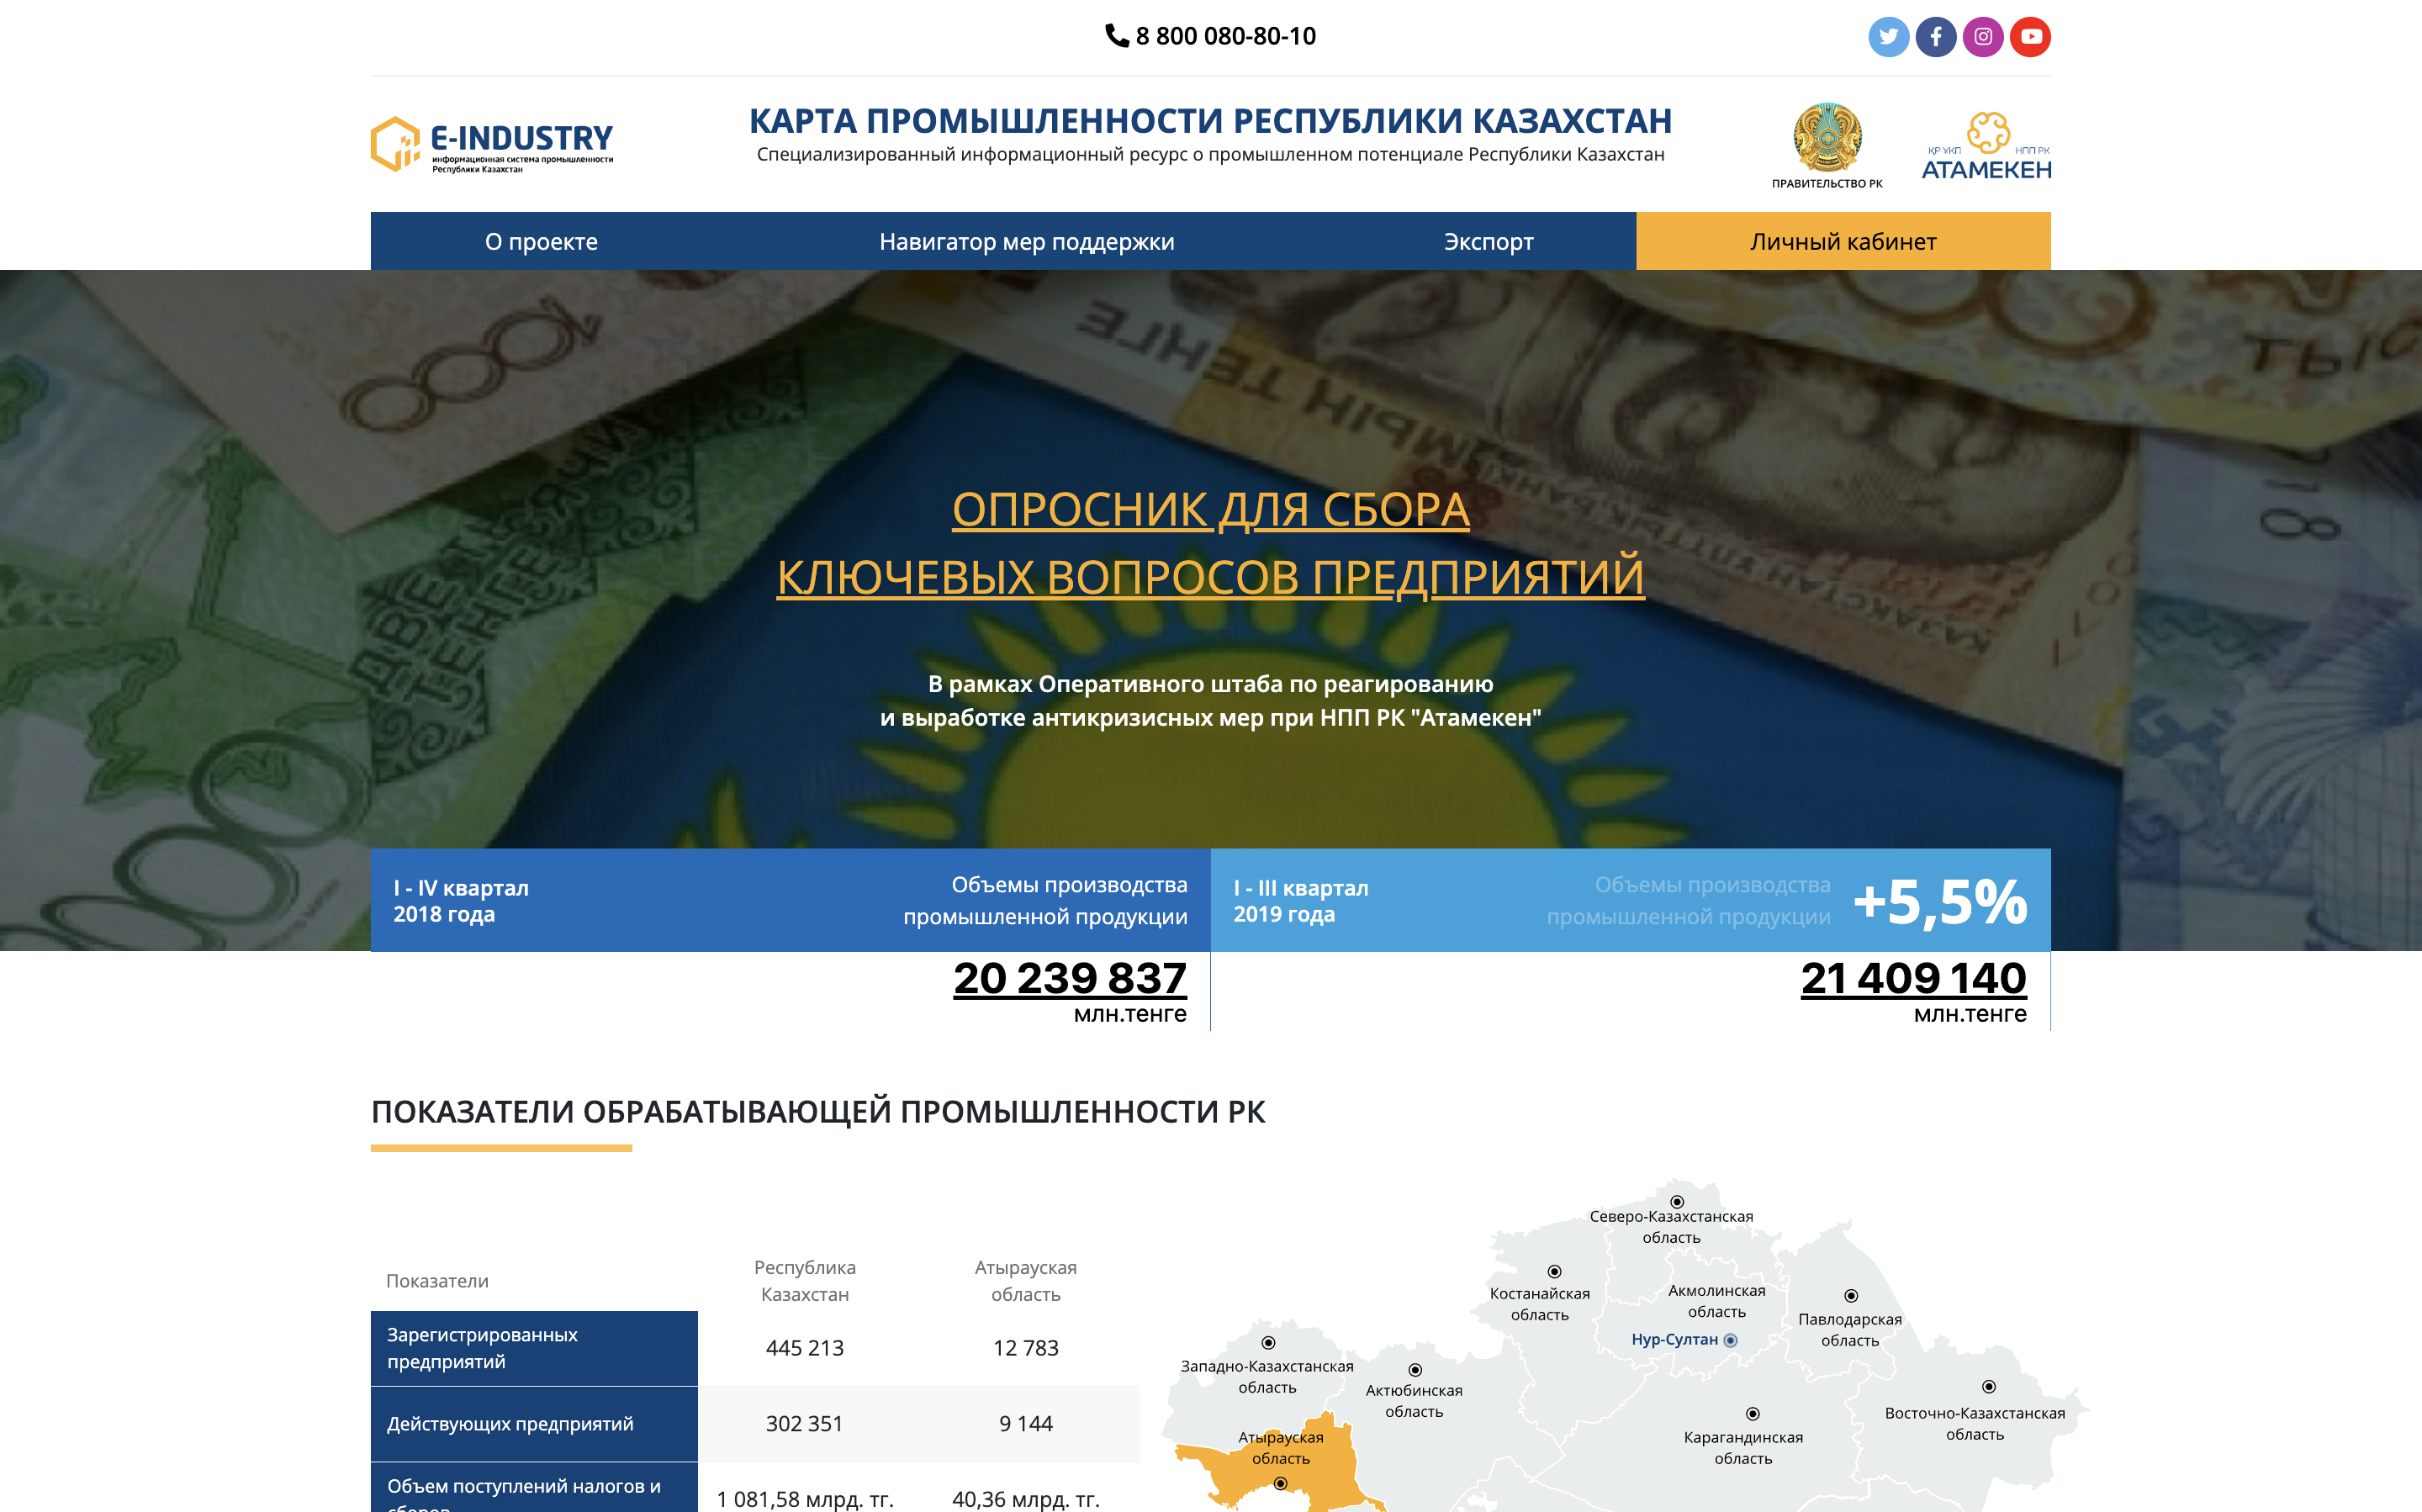 8 800 080-80-10
E-INDUSTRY
информационная система промышленности
Республики Казахстан
КАРТА ПРОМЫШЛЕННОСТИ РЕСПУБЛИКИ КАЗАХСТАН
Специализированный информационный ресурс о промышленном потенциале Республики Казахстан
ПРАВИТЕЛЬСТВО РК
ҚР ҰКП НПП РК
АТАМЕКЕН
О проекте
Навигатор мер поддержки
Экспорт
Личный кабинет
ОПРОСНИК ДЛЯ СБОРА
КЛЮЧЕВЫХ ВОПРОСОВ ПРЕДПРИЯТИЙ
В рамках Оперативного штаба по реагированию
и выработке антикризисных мер при НПП РК "Атамекен"
I - IV квартал
2018 года
Объемы производства
промышленной продукции
20 239 837
млн.тенге
I - III квартал
2019 года
Объемы производства
промышленной продукции
+5,5%
21 409 140
млн.тенге
ПОКАЗАТЕЛИ ОБРАБАТЫВАЮЩЕЙ ПРОМЫШЛЕННОСТИ РК
Показатели
Республика
Казахстан
Атырауская
область
Зарегистрированных
предприятий
445 213
12 783
Действующих предприятий
302 351
9 144
Объем поступлений налогов и
1 081,58 млрд. тг.
40,36 млрд. тг.
Северо-Казахстанская
область
Костанайская
область
Акмолинская
область
Нур-Султан
Павлодарская
область
Западно-Казахстанская
область
Актюбинская
область
Восточно-Казахстанская
область
Карагандинская
область
Атырауская
область